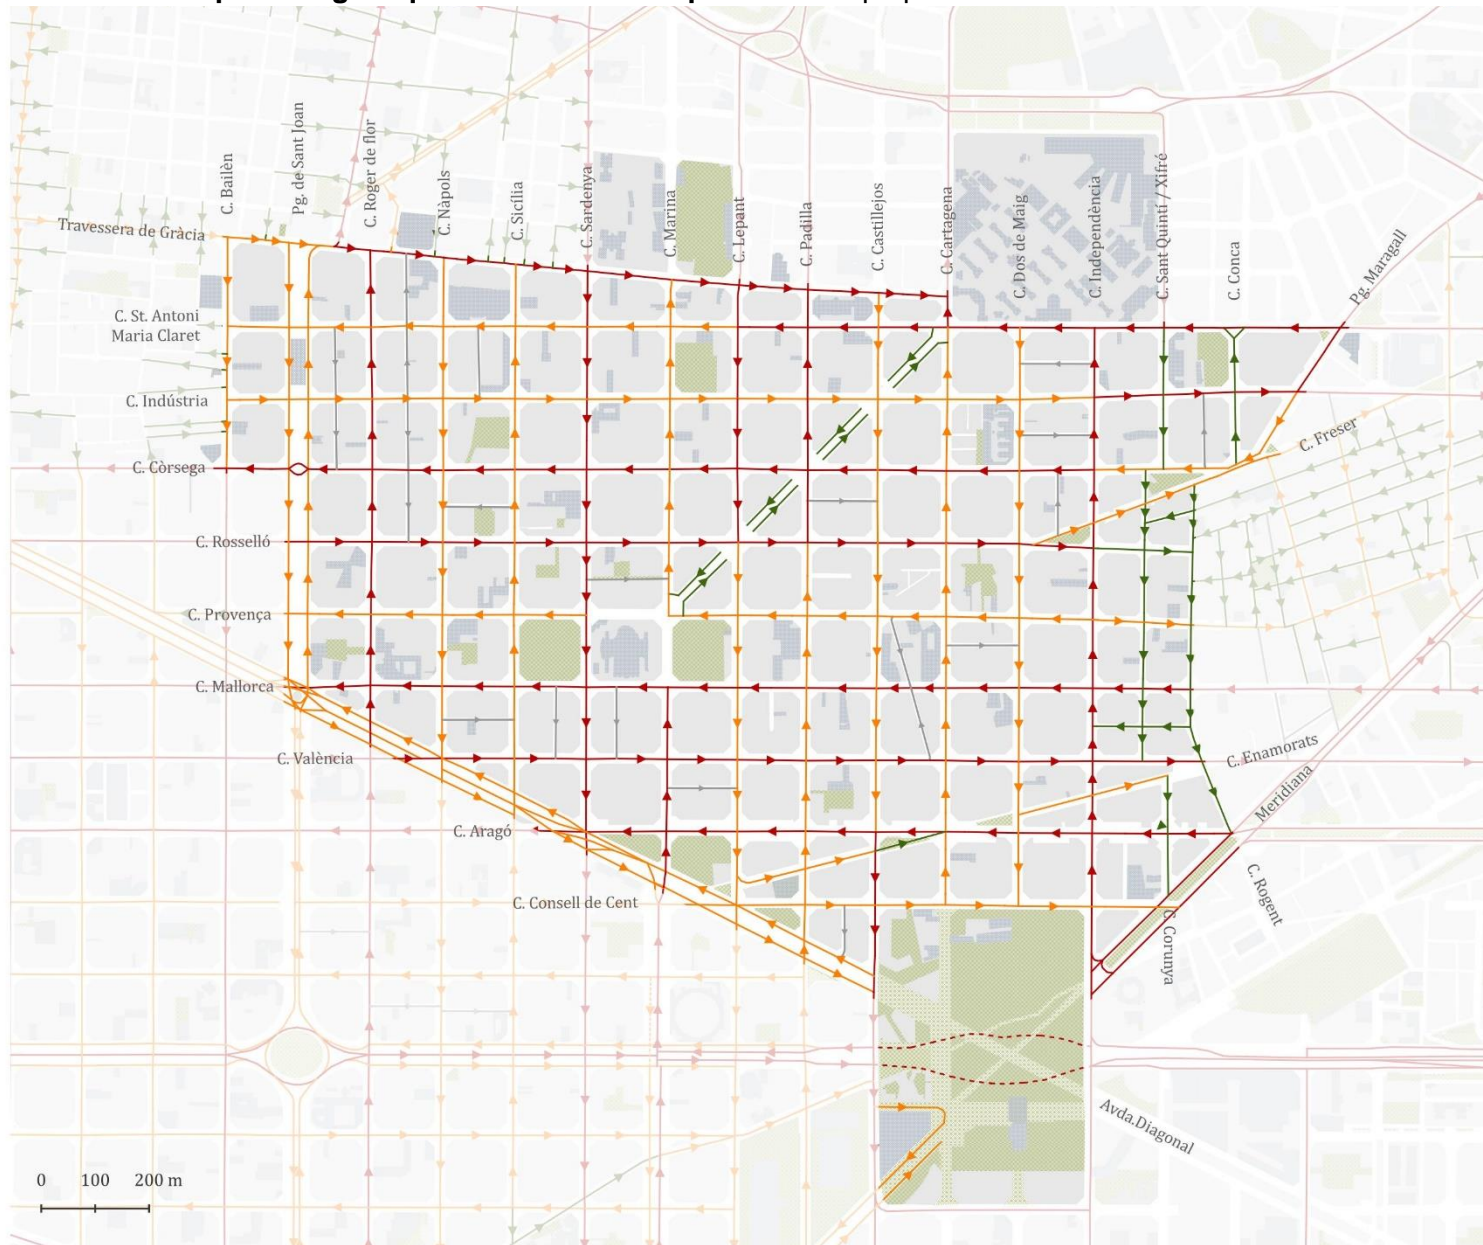 C. Bailèn
Pg. de Sant Joan
C. Roger de flor
C. Nàpols
C. Sicília
C. Sardenya
C. Marina
C. Lepant
C. Padilla
C. Castillejos
C. Cartagena
C. Dos de Maig
C. Independència
C. Sant Quintí / Xifré
C. Conca
Pg. Maragall
Travessera de Gràcia
C. St. Antoni
Maria Claret
C. Indústria
C. Freser
C. Còrsega
C. Rosselló
C. Provença
C. Mallorca
C. València
C. Enamorats
Meridiana
C. Aragó
C. Rogent
C. Consell de Cent
C. Corunya
Avda.Diagonal
0 100 200 m